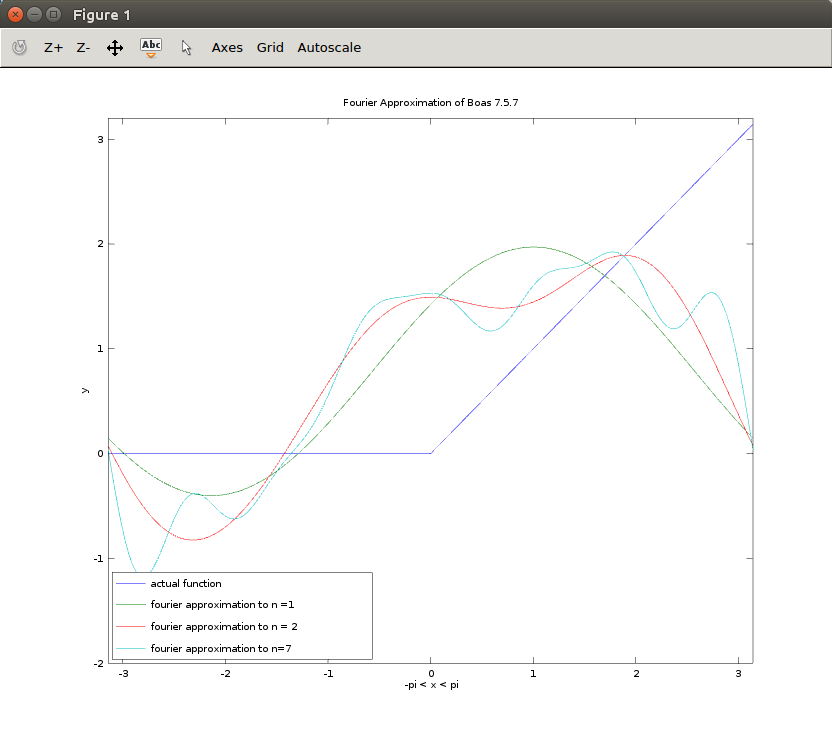 Figure 1
Z+ Z- Abc Axes Grid Autoscale
Fourier Approximation of Boas 7.5.7
3
2
1
y
0
-1
-2
actual function
fourier approximation to n =1
fourier approximation to n = 2
fourier approximation to n=7
-3 -2 -1 0 1 2 3
-pi < x < pi